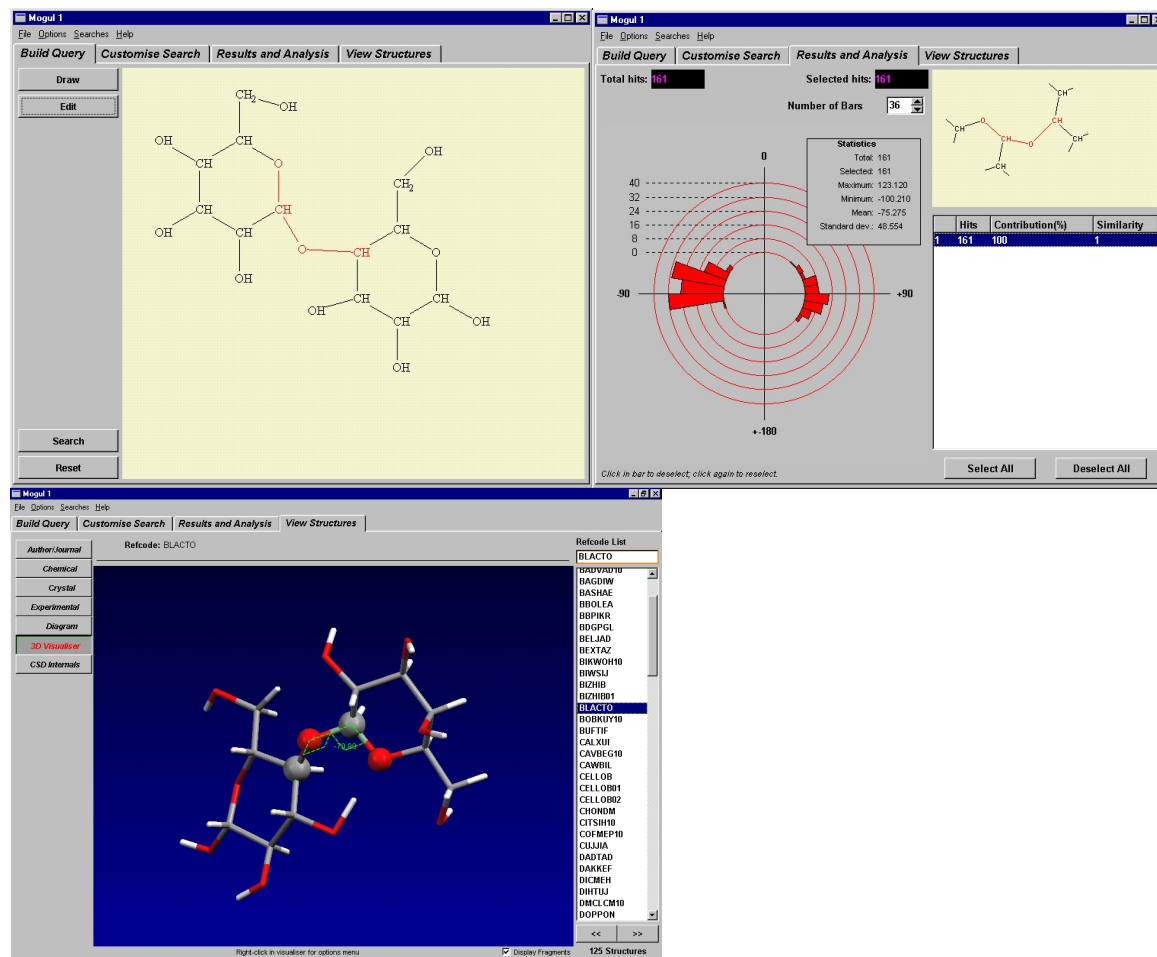 Mogul 1
File Options Searches Help
Build Query Customise Search Results and Analysis View Structures
Draw
Edit
Search
Reset
CH2
OH
OH
CH
O
OH
CH
CH2
CH
CH
OH
CH
CH
O
CH
O
OH
CH
CH
OH
CH
CH
OH
OH
Mogul 1
File Options Searches Help
Build Query Customise Search Results and Analysis View Structures
Total hits: 161 Selected hits: 161
Number of Bars 36
Statistics
Total: 161
Selected: 161
Maximum: 123.120
Minimum: -100.210
Mean: -75.275
Standard dev.: 48.554
0
40
32
24
16
8
0
-90
+90
+-180
Click in bar to deselect; click again to reselect.
CH
O
CH
O
CH
CH
CH
CH
Hits Contribution(%) Similarity
1 161 100 1
Select All Deselect All
Mogul 1
File Options Searches Help
Build Query Customise Search Results and Analysis View Structures
Author/Journal
Chemical
Crystal
Experimental
Diagram
3D Visualiser
CSD Internals
Refcode: BLACTO
Refcode List
BLACTO
BADVAD10
BAGDIW
BASHAE
BBOLEA
BBPIKR
BDGPGL
BELJAD
BEXTAZ
BIKWOH10
BIWSIJ
BIZHIB
BIZHIB01
BLACTO
BOBKUY10
BUFTIF
CALXUI
CAVBEG10
CAWBIL
CELLOB
CELLOB01
CELLOB02
CHONDM
CITSIH10
COFMEP10
CUJJIA
DADTAD
DAKKEF
DICMEH
DIHTUJ
DMCLCM10
DOPPON
<< >>
Right-click in visualiser for options menu
Display Fragments
125 Structures